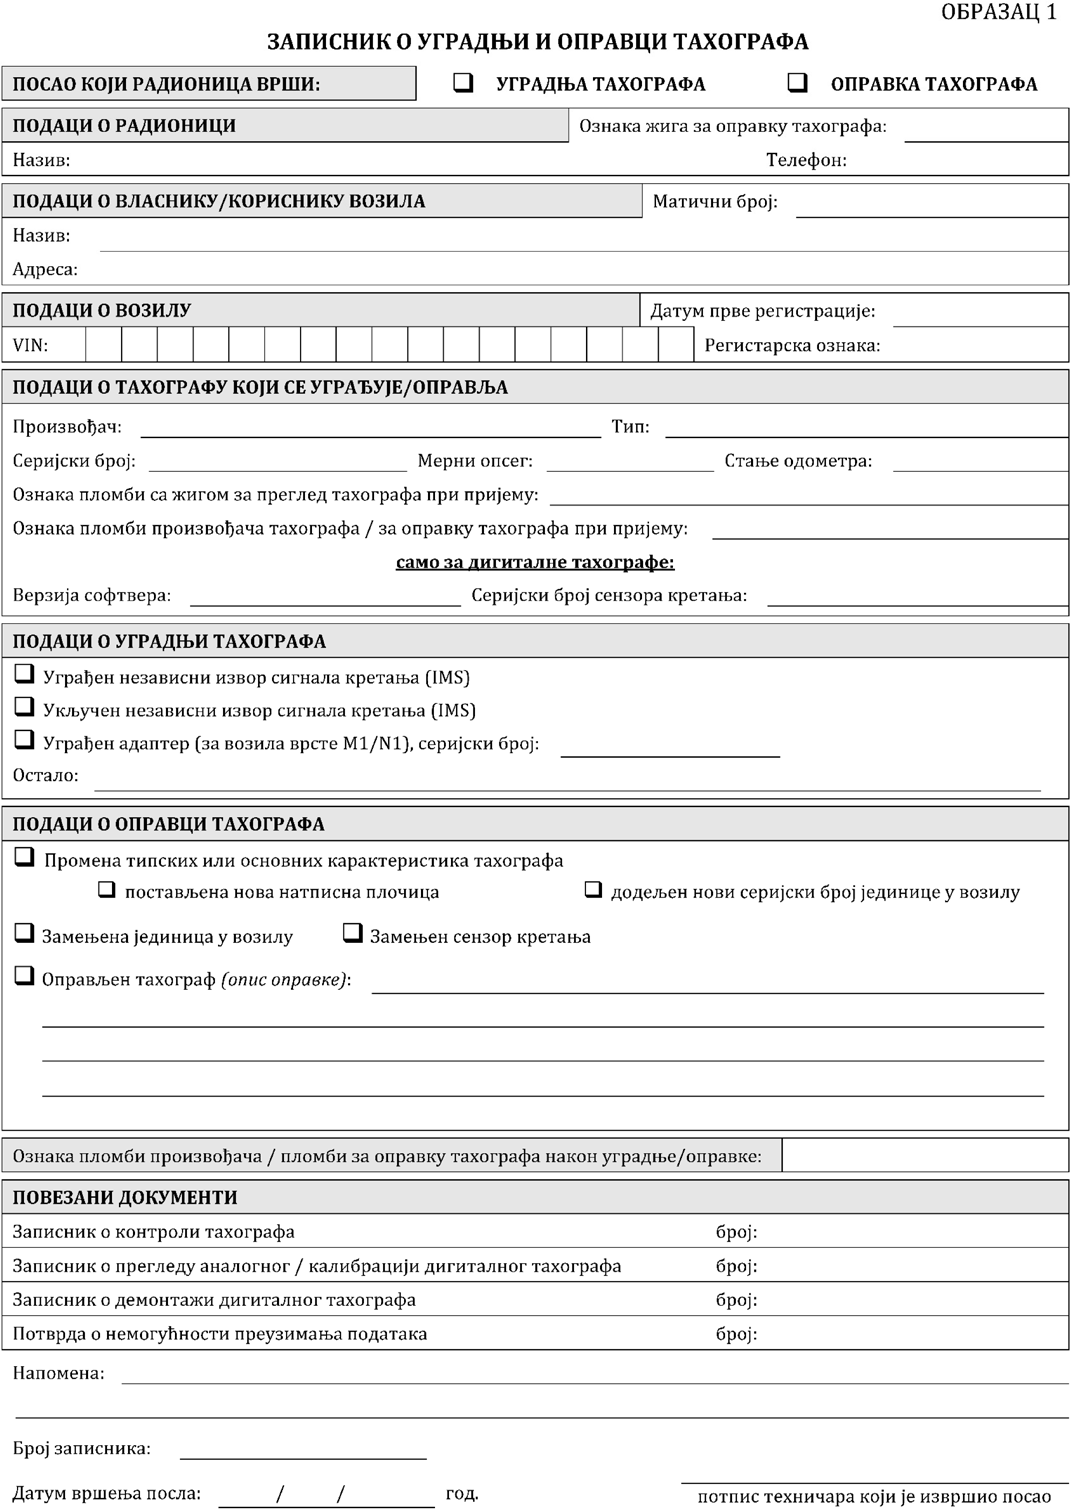 ОБРАЗАЦ 1
ЗАПИСНИК О УГРАДЊИ И ОПРАВЦИ ТАХОГРАФА
ПОСАО КОЈИ РАДИОНИЦА ВРШИ: УГРАДЊА ТАХОГРАФА ОПРАВКА ТАХОГРАФА
ПОДАЦИ О РАДИОНИЦИ Ознака жига за оправку тахографа:
Назив: Телефон:
ПОДАЦИ О ВЛАСНИКУ/КОРИСНИКУ ВОЗИЛА Матични број:
Назив:
Адреса:
ПОДАЦИ О ВОЗИЛУ Датум прве регистрације:
VIN: Регистарска ознака:
ПОДАЦИ О ТАХОГРАФУ КОЈИ СЕ УГРАЂУЈЕ/ОПРАВЉА
Произвођач: Тип:
Серијски број: Мерни опсег: Стање одометра:
Ознака пломби са жигом за преглед тахографа при пријему:
Ознака пломби произвођача тахографа / за оправку тахографа при пријему:
само за дигиталне тахографе:
Верзија софтвера: Серијски број сензора кретања:
ПОДАЦИ О УГРАДЊИ ТАХОГРАФА
Уграђен независни извор сигнала кретања (IMS)
Укључен независни извор сигнала кретања (IMS)
Уграђен адаптер (за возила врсте M1/N1), серијски број:
Остало:
ПОДАЦИ О ОПРАВЦИ ТАХОГРАФА
Промена типских или основних карактеристика тахографа
постављена нова натписна плочица додељен нови серијски број јединице у возилу
Замењена јединица у возилу Замењен сензор кретања
Оправљен тахограф (опис оправке):
Ознака пломби произвођача / пломби за оправку тахографа након уградње/оправке:
ПОВЕЗАНИ ДОКУМЕНТИ
Записник о контроли тахографа број:
Записник о прегледу аналогног / калибрацији дигиталног тахографа број:
Записник о демонтажи дигиталног тахографа број:
Потврда о немогућности преузимања података број:
Напомена:
Број записника:
Датум вршења посла: / / год.
потпис техничара који је извршио посао